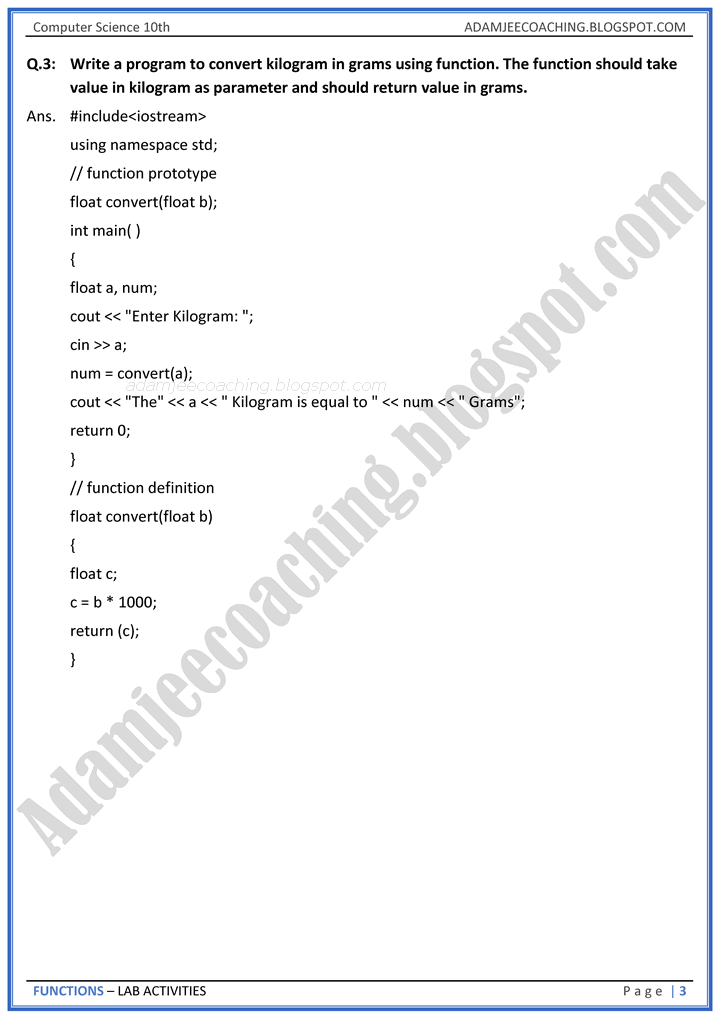 Computer Science 10th ADAMJEECOACHING.BLOGSPOT.COM
Q.3: Write a program to convert kilogram in grams using function. The function should take
value in kilogram as parameter and should return value in grams.
Ans. #include<iostream>
using namespace std;
// function prototype
float convert(float b);
int main( )
{
float a, num;
cout << "Enter Kilogram: ";
cin >> a;
num = convert(a);
adamjeecoaching.blogspot.com
cout << "The" << a << " Kilogram is equal to " << num << " Grams";
return 0;
}
// function definition
float convert(float b)
{
float c;
c = b * 1000;
return (c);
}
Adamjeecoaching.blogspot.com
FUNCTIONS – LAB ACTIVITIES Page | 3